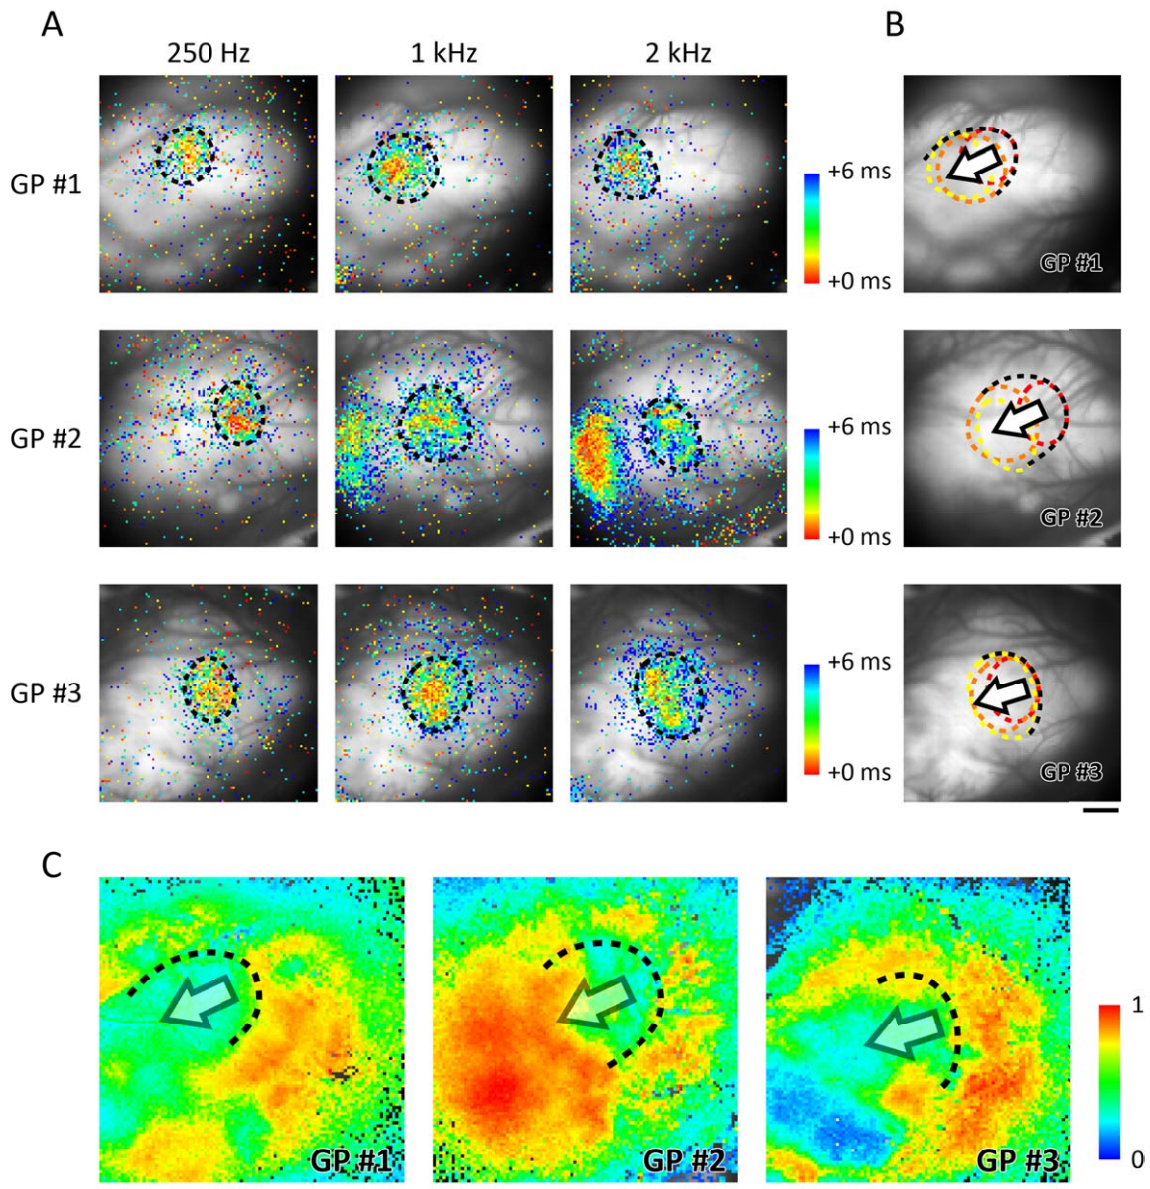 A
B
250 Hz
1 kHz
2 kHz
GP #1
+6 ms
+0 ms
GP #1
GP #2
+6 ms
+0 ms
GP #2
GP #3
+6 ms
+0 ms
GP #3
C
GP #1
GP #2
GP #3
1
0